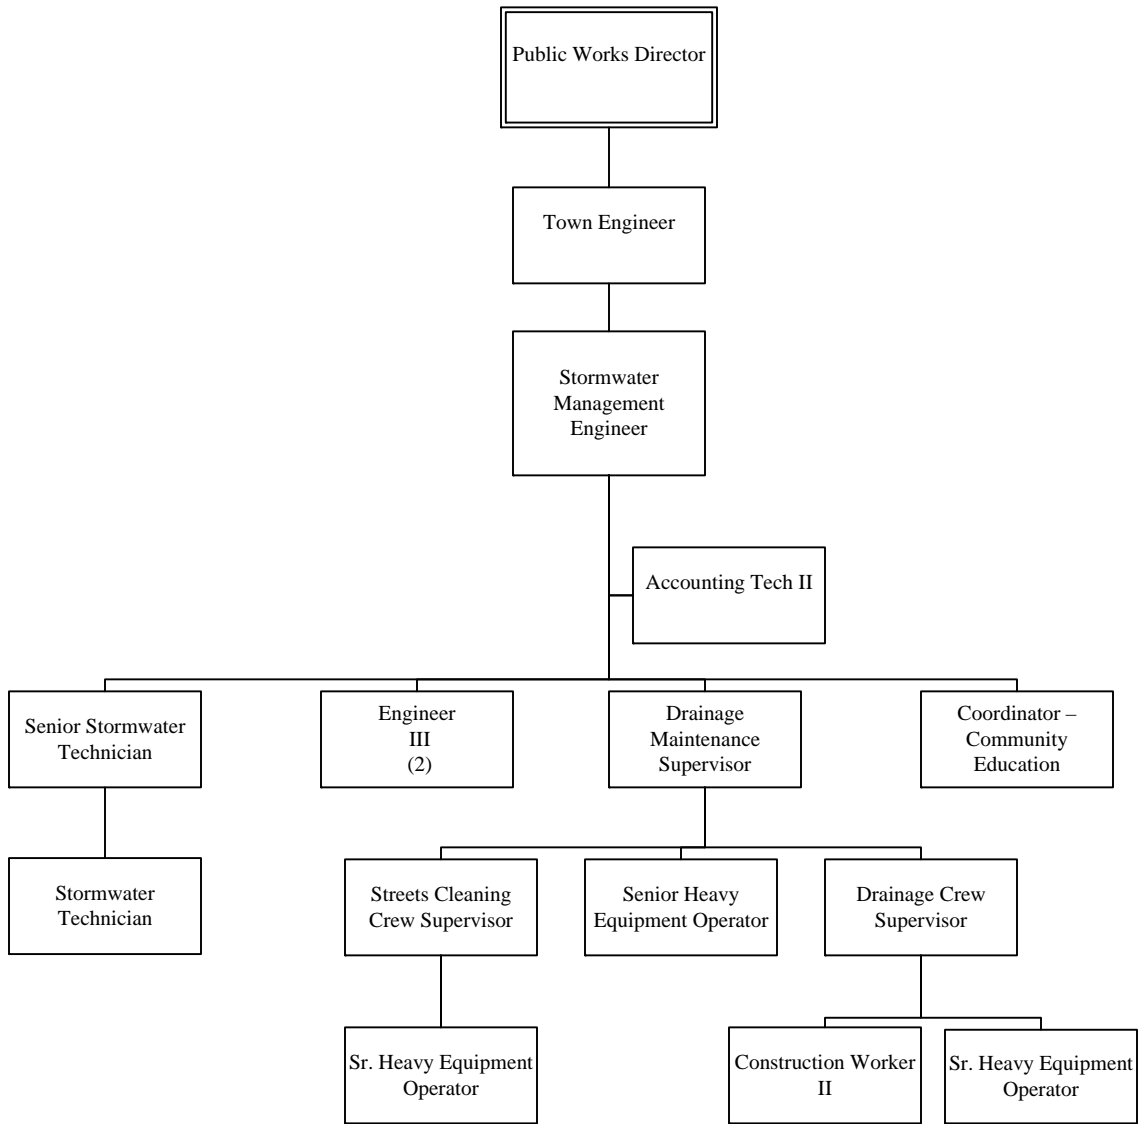 Public Works Director
Town Engineer
Stormwater
Management
Engineer
Accounting Tech II
Senior Stormwater
Technician
Engineer
III
(2)
Drainage
Maintenance
Supervisor
Coordinator –
Community
Education
Stormwater
Technician
Streets Cleaning
Crew Supervisor
Senior Heavy
Equipment Operator
Drainage Crew
Supervisor
Sr. Heavy Equipment
Operator
Construction Worker
II
Sr. Heavy Equipment
Operator